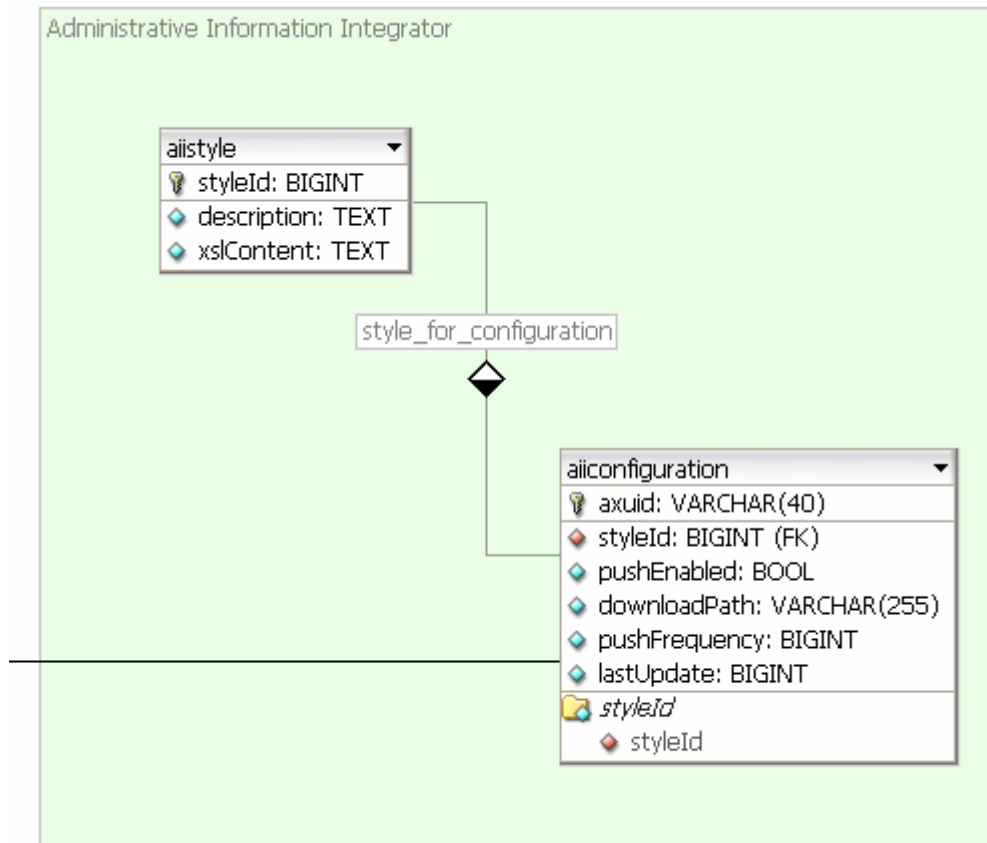 Administrative Information Integrator
aiistyle
styleId: BIGINT
description: TEXT
xslContent: TEXT
style_for_configuration
aiiconfiguration
axuid: VARCHAR(40)
styleId: BIGINT (FK)
pushEnabled: BOOL
downloadPath: VARCHAR(255)
pushFrequency: BIGINT
lastUpdate: BIGINT
styleId
styleId